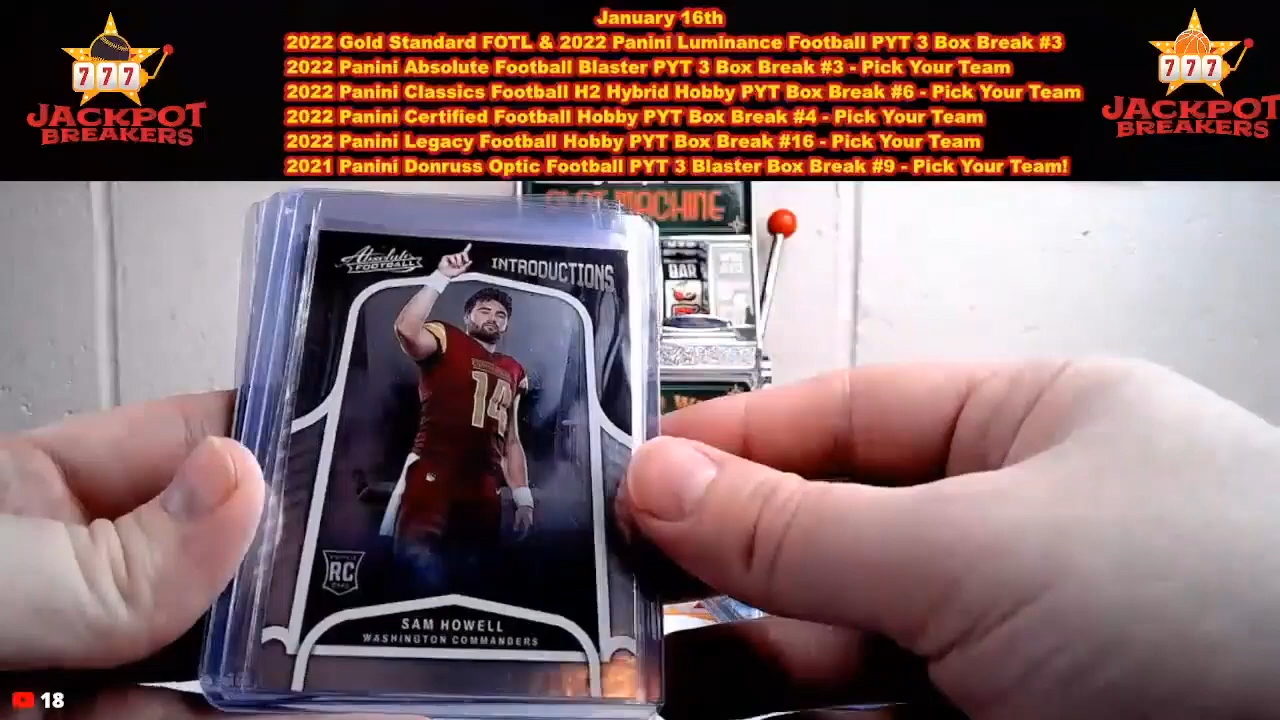 January 16th
2022 Gold Standard FOTL & 2022 Panini Luminance Football PYT 3 Box Break #3
2022 Panini Absolute Football Blaster PYT 3 Box Break #3 - Pick Your Team
2022 Panini Classics Football H2 Hybrid Hobby PYT Box Break #6 - Pick Your Team
2022 Panini Certified Football Hobby PYT Box Break #4 - Pick Your Team
2022 Panini Legacy Football Hobby PYT Box Break #16 - Pick Your Team
2021 Panini Donruss Optic Football PYT 3 Blaster Box Break #9 - Pick Your Team!
777
JACKPOT
BREAKERS
777
JACKPOT
BREAKERS
MACHINE
BAR
Absolute
FOOTBALL
INTRODUCTIONS
14
RC
SAM HOWELL
WASHINGTON COMMANDERS
18